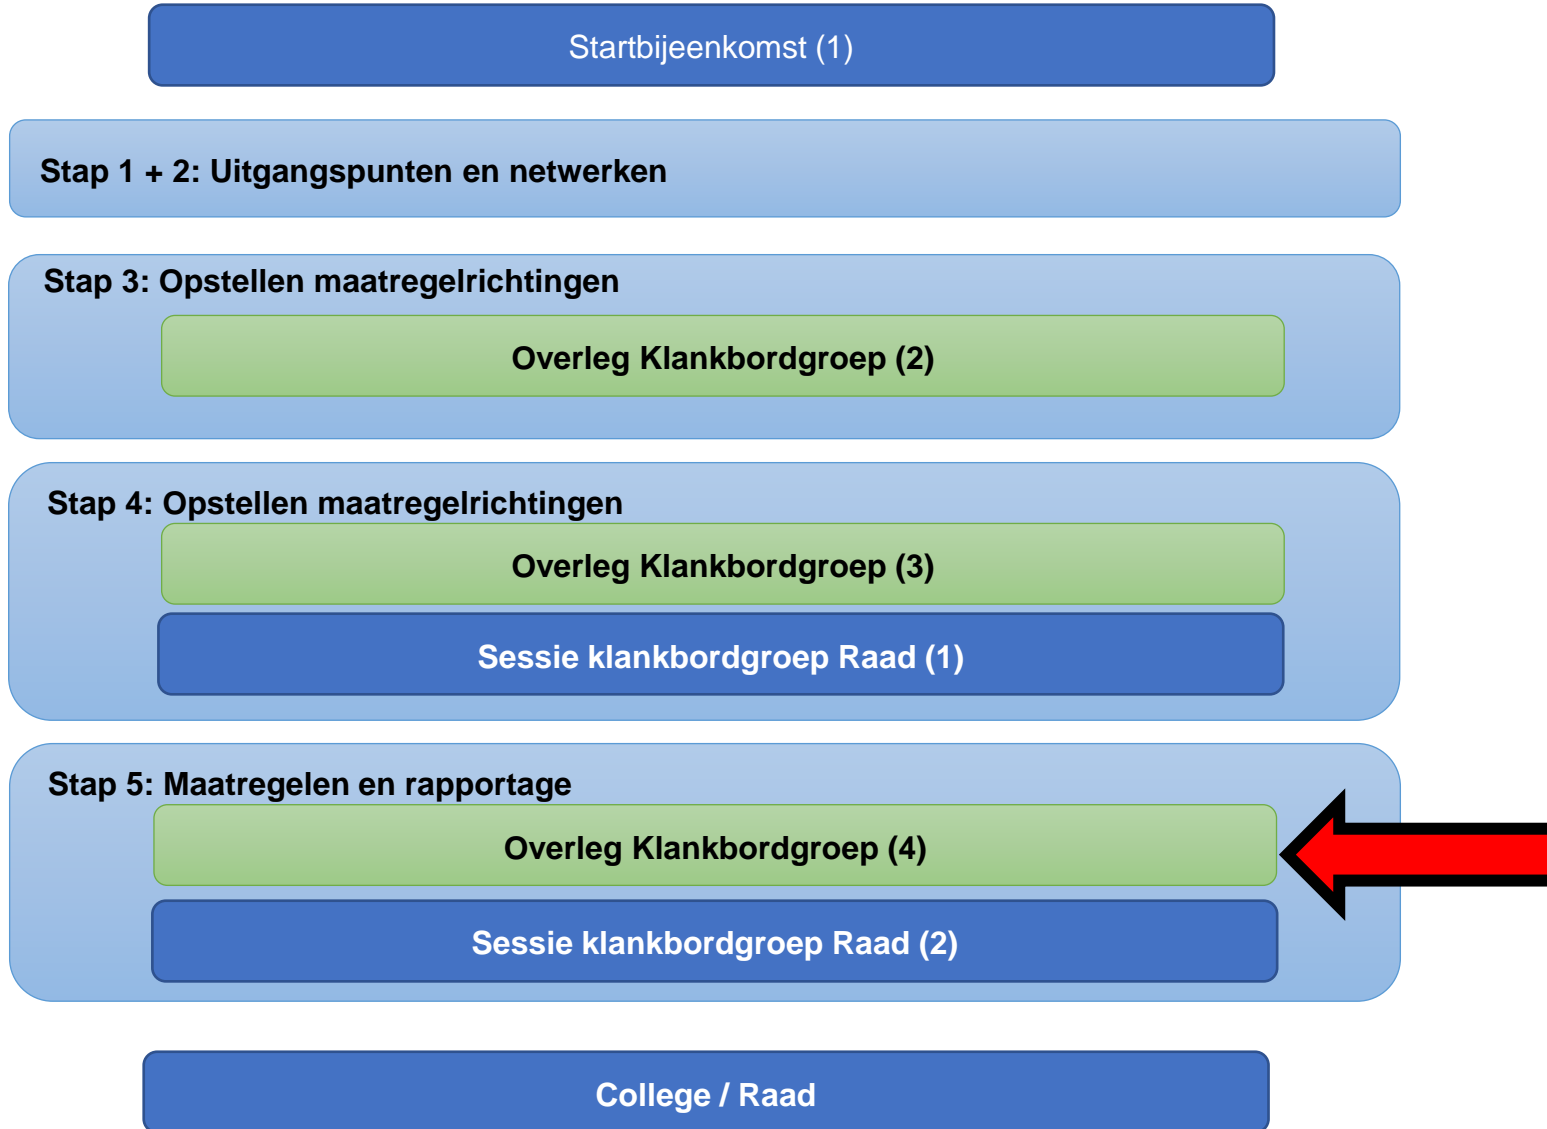 Startbijeenkomst (1)
Stap 1 + 2: Uitgangspunten en netwerken
Stap 3: Opstellen maatregelrichtingen
Overleg Klankbordgroep (2)
Stap 4: Opstellen maatregelrichtingen
Overleg Klankbordgroep (3)
Sessie klankbordgroep Raad (1)
Stap 5: Maatregelen en rapportage
Overleg Klankbordgroep (4)
Sessie klankbordgroep Raad (2)
College / Raad